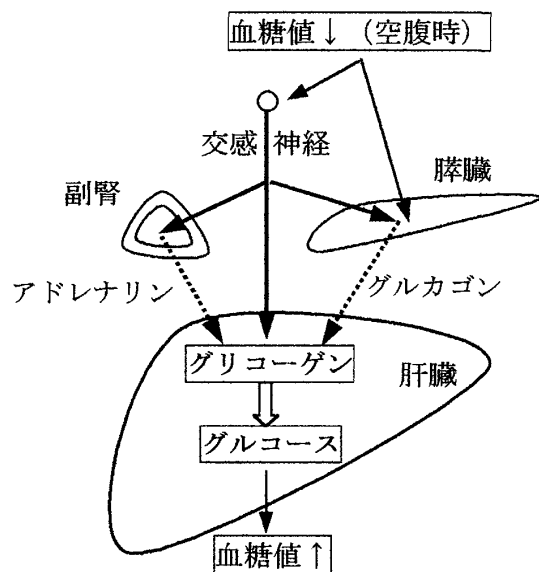 血糖値↓(空腹時)
交感神経
膵臓
副腎
アドレナリン
グルカゴン
グリコーゲン
肝臓
グルコース
血糖値↑